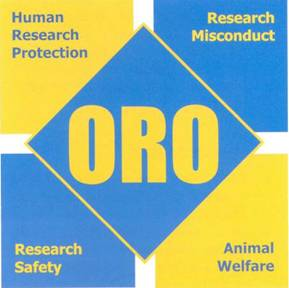 Human
Research
Protection
Research
Misconduct
ORO
Research
Safety
Animal
Welfare